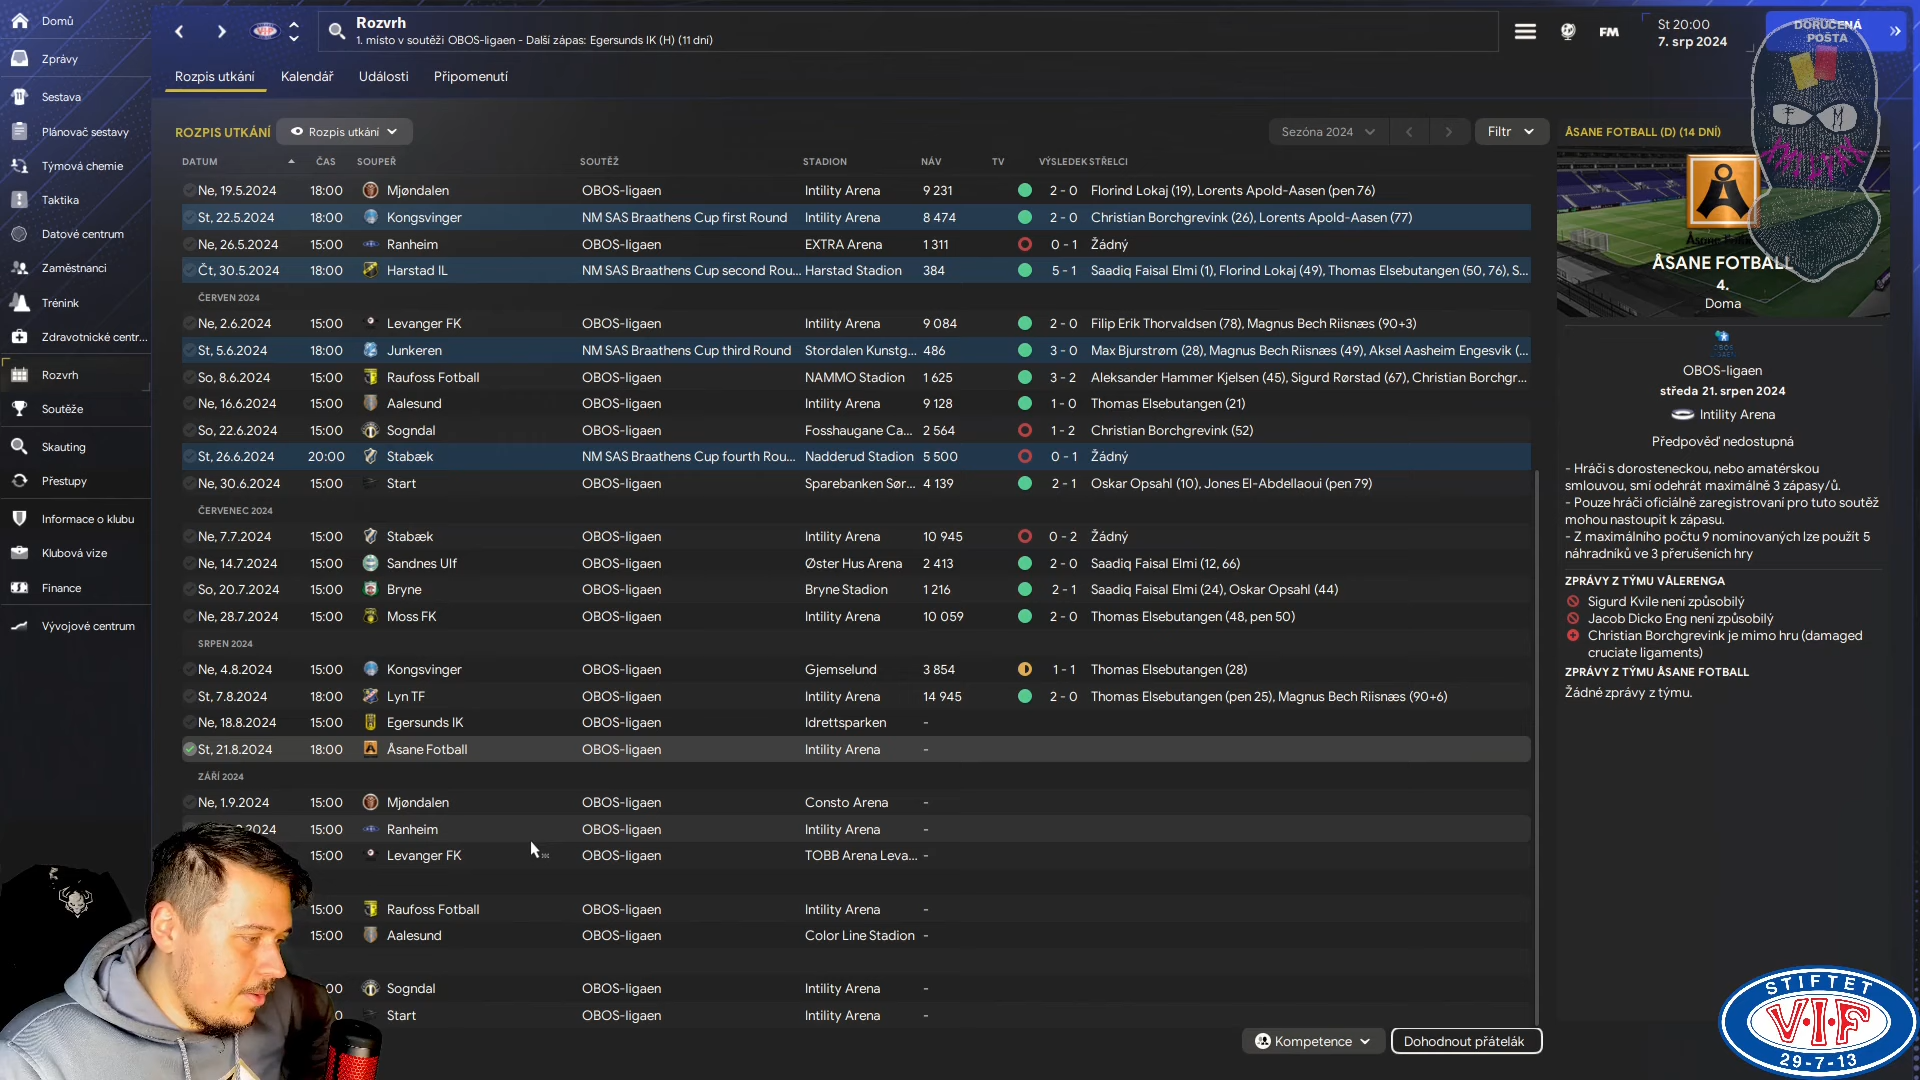 Domů
Zprávy
Sestava
Plánovač sestavy
Týmová chemie
Taktika
Datové centrum
Zaměstnanci
Trénink
Zdravotnické centr...
Rozvrh
Soutěže
Skauting
Přestupy
Informace o klubu
Klubová vize
Finance
Vývojové centrum
Rozvrh
1. místo v soutěži OBOS-ligaen - Další zápas: Egersunds IK (H) (11 dní)
FM
St 20:00
7. srp 2024
DORUČENÁ
POŠTA
Rozpis utkání Kalendář Události Připomenutí
ROZPIS UTKÁNÍ Rozpis utkání Sezóna 2024 Filtr
DATUM ČAS SOUPEŘ SOUTĚŽ STADION NÁV TV VÝSLEDEK STŘELCI
Ne, 19.5.2024 18:00 Mjøndalen OBOS-ligaen Intility Arena 9 231 2 - 0 Florind Lokaj (19), Lorents Apold-Aasen (pen 76)
St, 22.5.2024 18:00 Kongsvinger NM SAS Braathens Cup first Round Intility Arena 8 474 2 - 0 Christian Borchgrevink (26), Lorents Apold-Aasen (77)
Ne, 26.5.2024 15:00 Ranheim OBOS-ligaen EXTRA Arena 1 311 0 - 1 Žádný
Čt, 30.5.2024 18:00 Harstad IL NM SAS Braathens Cup second Rou... Harstad Stadion 384 5 - 1 Saadiq Faisal Elmi (1), Florind Lokaj (49), Thomas Elsebutangen (50, 76), S...
ČERVEN 2024
Ne, 2.6.2024 15:00 Levanger FK OBOS-ligaen Intility Arena 9 084 2 - 0 Filip Erik Thorvaldsen (78), Magnus Bech Riisnæs (90+3)
St, 5.6.2024 18:00 Junkeren NM SAS Braathens Cup third Round Stordalen Kunstg... 486 3 - 0 Max Bjurstrøm (28), Magnus Bech Riisnæs (49), Aksel Aasheim Engesvik (...
So, 8.6.2024 15:00 Raufoss Fotball OBOS-ligaen NAMMO Stadion 1 625 3 - 2 Aleksander Hammer Kjelsen (45), Sigurd Rørstad (67), Christian Borchgr...
Ne, 16.6.2024 15:00 Aalesund OBOS-ligaen Intility Arena 9 128 1 - 0 Thomas Elsebutangen (21)
So, 22.6.2024 15:00 Sogndal OBOS-ligaen Fosshaugane Ca... 2 564 1 - 2 Christian Borchgrevink (52)
St, 26.6.2024 20:00 Stabæk NM SAS Braathens Cup fourth Rou... Nadderud Stadion 5 500 0 - 1 Žádný
Ne, 30.6.2024 15:00 Start OBOS-ligaen Sparebanken Sør... 4 139 2 - 1 Oskar Opsahl (10), Jones El-Abdellaoui (pen 79)
ČERVENEC 2024
Ne, 7.7.2024 15:00 Stabæk OBOS-ligaen Intility Arena 10 945 0 - 2 Žádný
Ne, 14.7.2024 15:00 Sandnes Ulf OBOS-ligaen Øster Hus Arena 2 413 2 - 0 Saadiq Faisal Elmi (12, 66)
So, 20.7.2024 15:00 Bryne OBOS-ligaen Bryne Stadion 1 216 2 - 1 Saadiq Faisal Elmi (24), Oskar Opsahl (44)
Ne, 28.7.2024 15:00 Moss FK OBOS-ligaen Intility Arena 10 059 2 - 0 Thomas Elsebutangen (48, pen 50)
SRPEN 2024
Ne, 4.8.2024 15:00 Kongsvinger OBOS-ligaen Gjemselund 3 854 1 - 1 Thomas Elsebutangen (28)
St, 7.8.2024 18:00 Lyn TF OBOS-ligaen Intility Arena 14 945 2 - 0 Thomas Elsebutangen (pen 25), Magnus Bech Riisnæs (90+6)
Ne, 18.8.2024 15:00 Egersunds IK OBOS-ligaen Idrettsparken -
St, 21.8.2024 18:00 Åsane Fotball OBOS-ligaen Intility Arena -
ZÁŘÍ 2024
Ne, 1.9.2024 15:00 Mjøndalen OBOS-ligaen Consto Arena -
15:00 Ranheim OBOS-ligaen Intility Arena -
15:00 Levanger FK OBOS-ligaen TOBB Arena Leva... -
15:00 Raufoss Fotball OBOS-ligaen Intility Arena -
15:00 Aalesund OBOS-ligaen Color Line Stadion -
Sogndal OBOS-ligaen Intility Arena -
Start OBOS-ligaen Intility Arena -
Kompetence Dohodnout přátelák
ÅSANE FOTBALL (D) (14 DNÍ)
ÅSANE FOTBALL
4.
Doma
OBOS-ligaen
středa 21. srpen 2024
Intility Arena
Předpověď nedostupná
- Hráči s dorosteneckou, nebo amatérskou
smlouvou, smí odehrát maximálně 3 zápasy/ů.
- Pouze hráči oficiálně zaregistrovaní pro tuto soutěž
mohou nastoupit k zápasu.
- Z maximálního počtu 9 nominovaných lze použít 5
náhradníků ve 3 přerušeních hry
ZPRÁVY Z TÝMU VÅLERENGA
Sigurd Kvile není způsobilý
Jacob Dicko Eng není způsobilý
Christian Borchgrevink je mimo hru (damaged
cruciate ligaments)
ZPRÁVY Z TÝMU ÅSANE FOTBALL
Žádné zprávy z týmu.
STIFTET
V·I·F
29-7-13